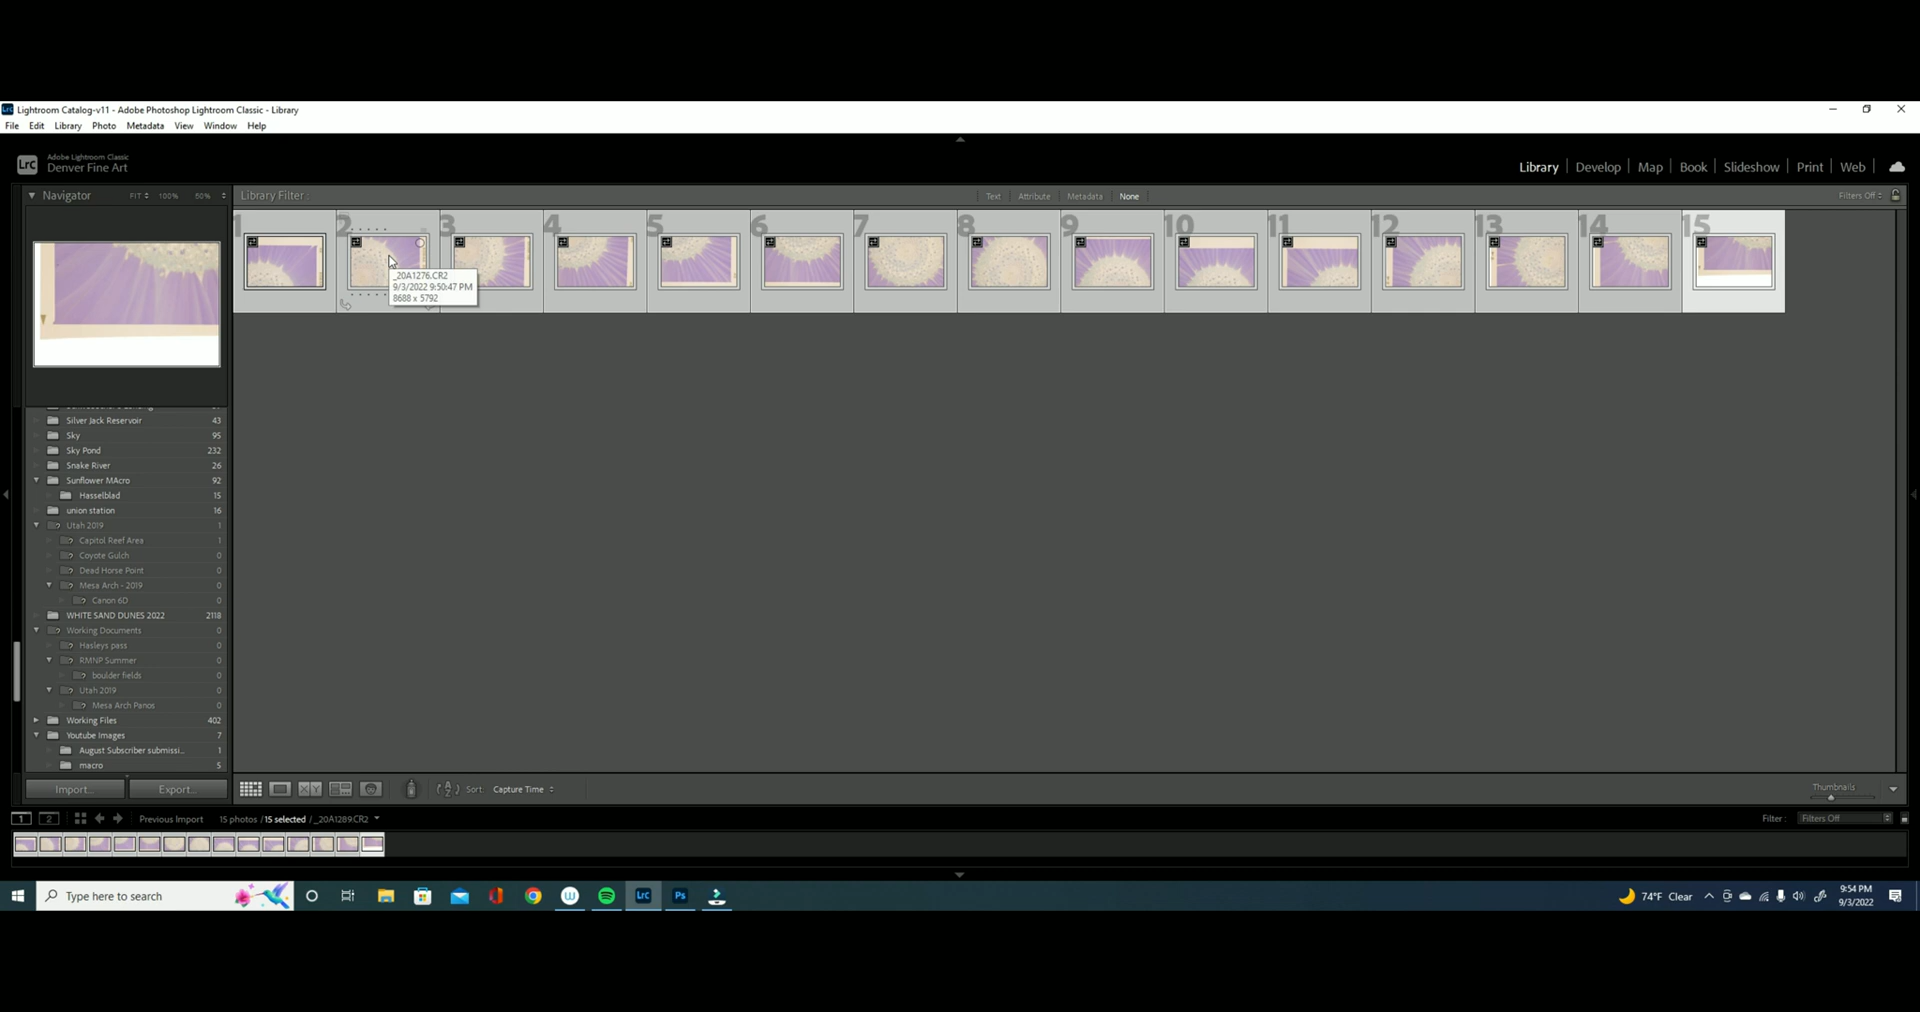 Lrc Lightroom Catalog-v11 - Adobe Photoshop Lightroom Classic - Library
File Edit Library Photo Metadata View Window Help
Lrc
Adobe Lightroom Classic
Denver Fine Art
Library Develop Map Book Slideshow Print Web
Navigator FIT 100% 50%
Library Filter :
Text Attribute Metadata None
Filters Off
1 2 3 4 5 6 7 8 9 10 11 12 13 14 15
_20A1276.CR2
9/3/2022 9:50:47 PM
8688 x 5792
Silver Jack Reservoir 43
Sky 95
Sky Pond 232
Snake River 26
Sunflower MAcro 92
Hasselblad 15
union station 16
Utah 2019 1
Capitol Reef Area 1
Coyote Gulch 0
Dead Horse Point 0
Mesa Arch - 2019 0
Canon 6D 0
WHITE SAND DUNES 2022 2118
Working Documents 0
Hasleys pass 0
RMNP Summer 0
boulder fields 0
Utah 2019 0
Mesa Arch Panos 0
Working Files 402
Youtube Images 7
August Subscriber submissi... 1
macro 5
Import... Export...
XY
Sort: Capture Time
Thumbnails
1 2 Previous Import 15 photos / 15 selected / _20A1289.CR2
Filter : Filters Off
Type here to search
Lrc Ps
74°F Clear
9:54 PM
9/3/2022